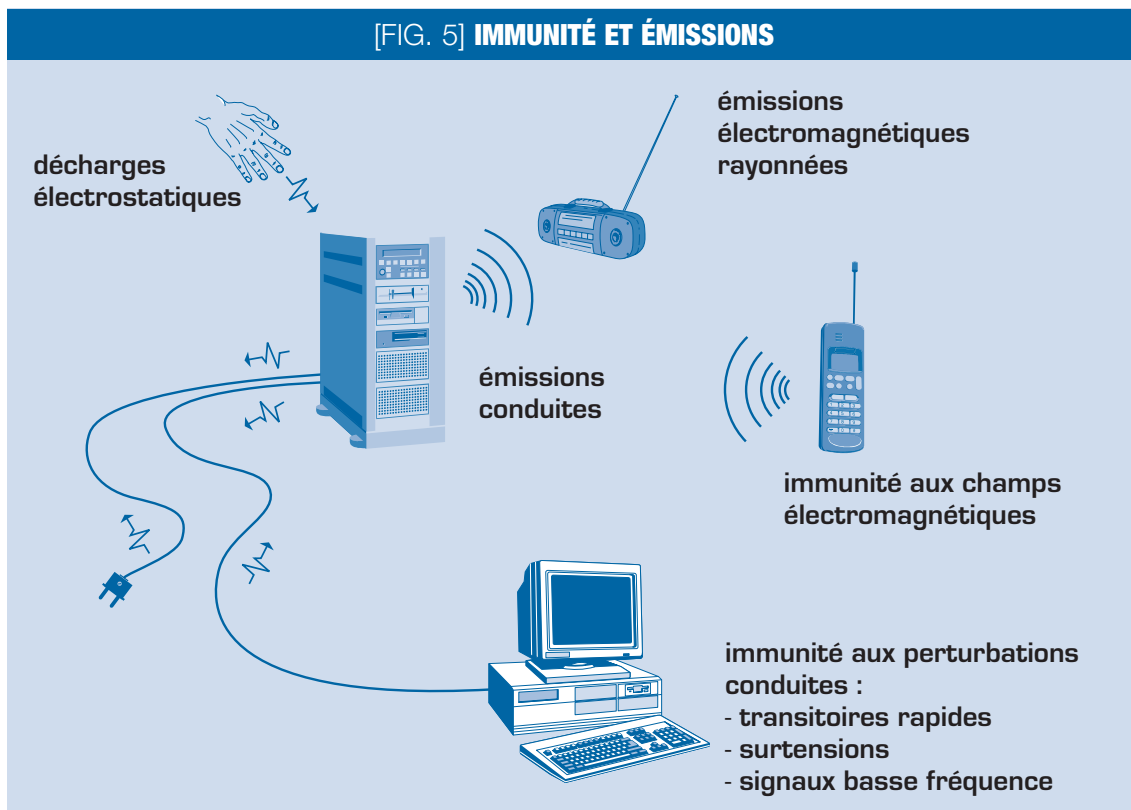 [FIG. 5] IMMUNITÉ ET ÉMISSIONS
décharges
électrostatiques
émissions
électromagnétiques
rayonnées
émissions
conduites
immunité aux champs
électromagnétiques
immunité aux perturbations
conduites :
- transitoires rapides
- surtensions
- signaux basse fréquence